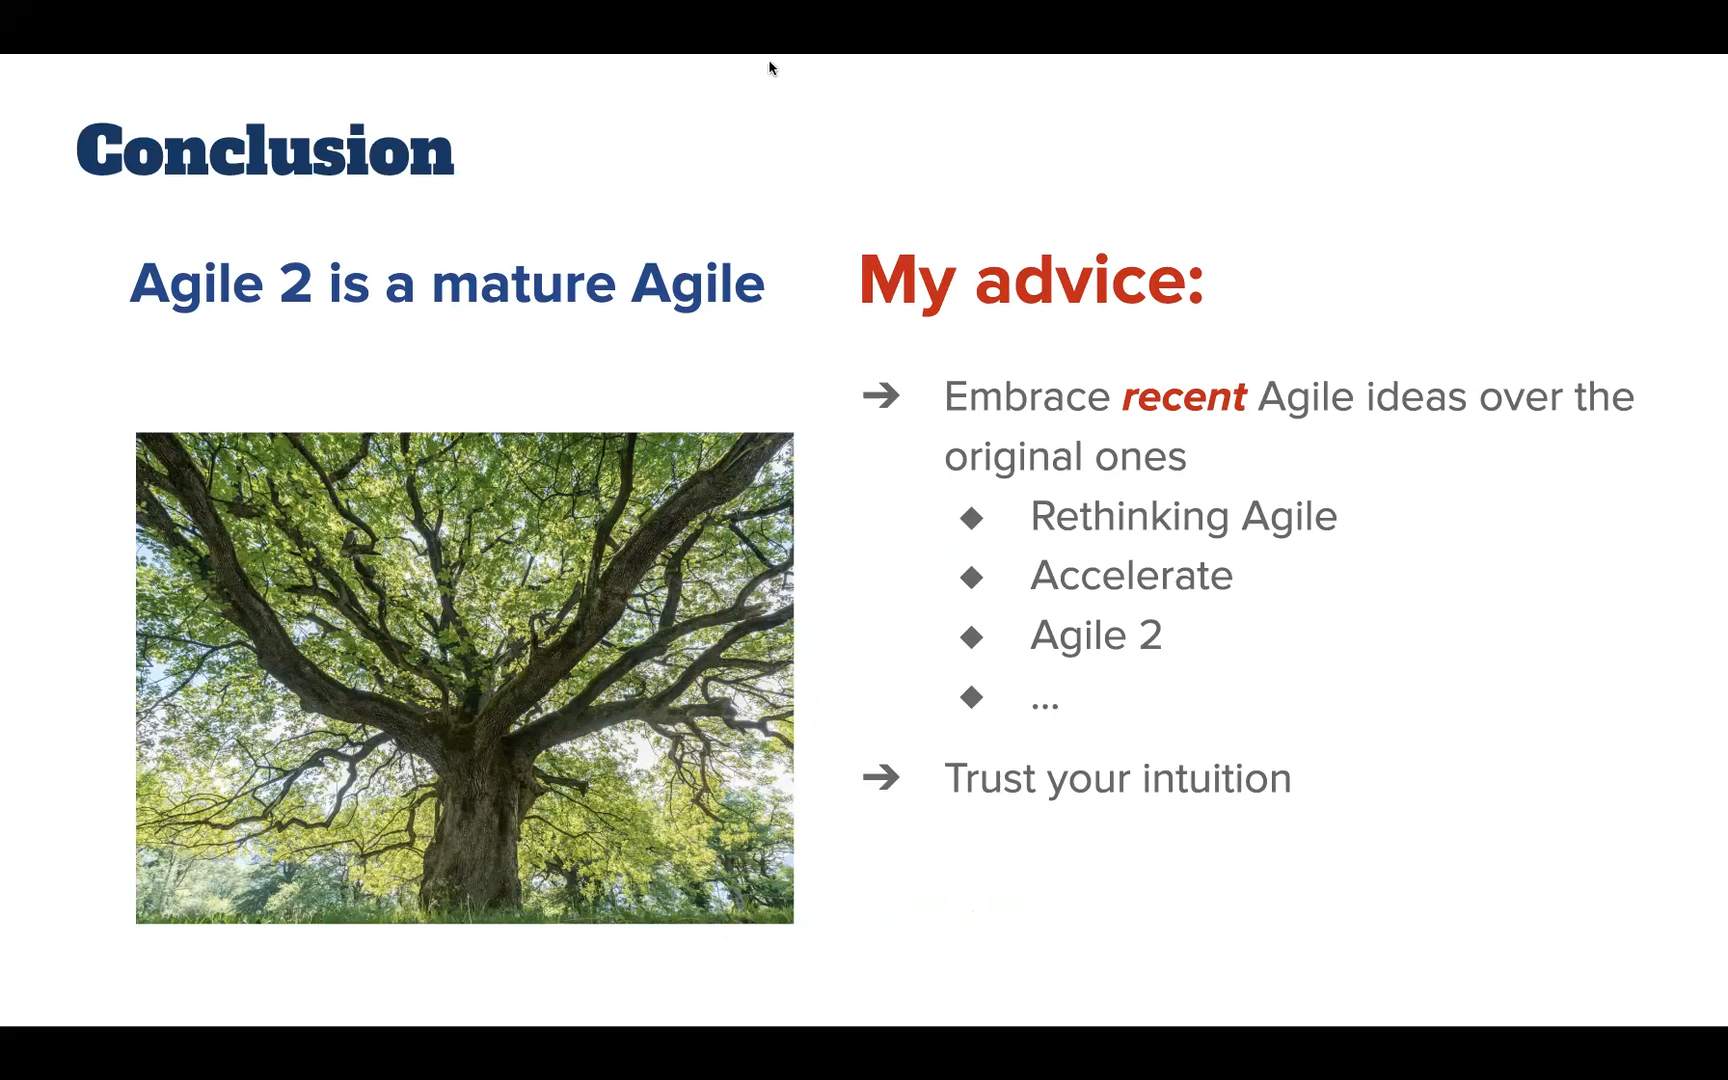 Conclusion
Agile 2 is a mature Agile
My advice:
➔ Embrace recent Agile ideas over the
original ones
◆ Rethinking Agile
◆ Accelerate
◆ Agile 2
◆ ...
➔ Trust your intuition